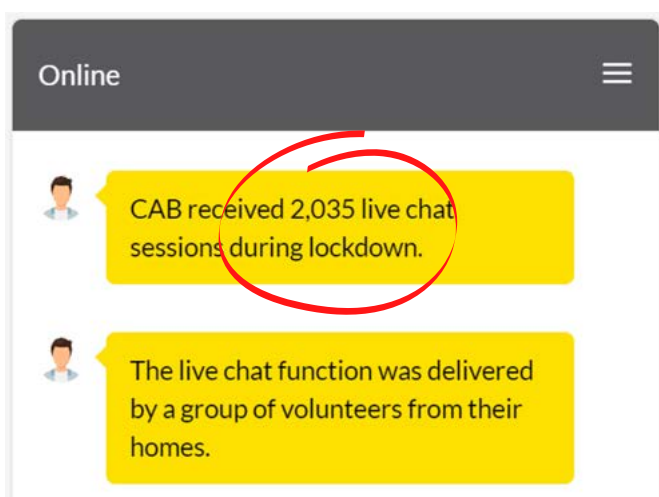 Online
CAB received 2,035 live chat
sessions during lockdown.
The live chat function was delivered
by a group of volunteers from their
homes.